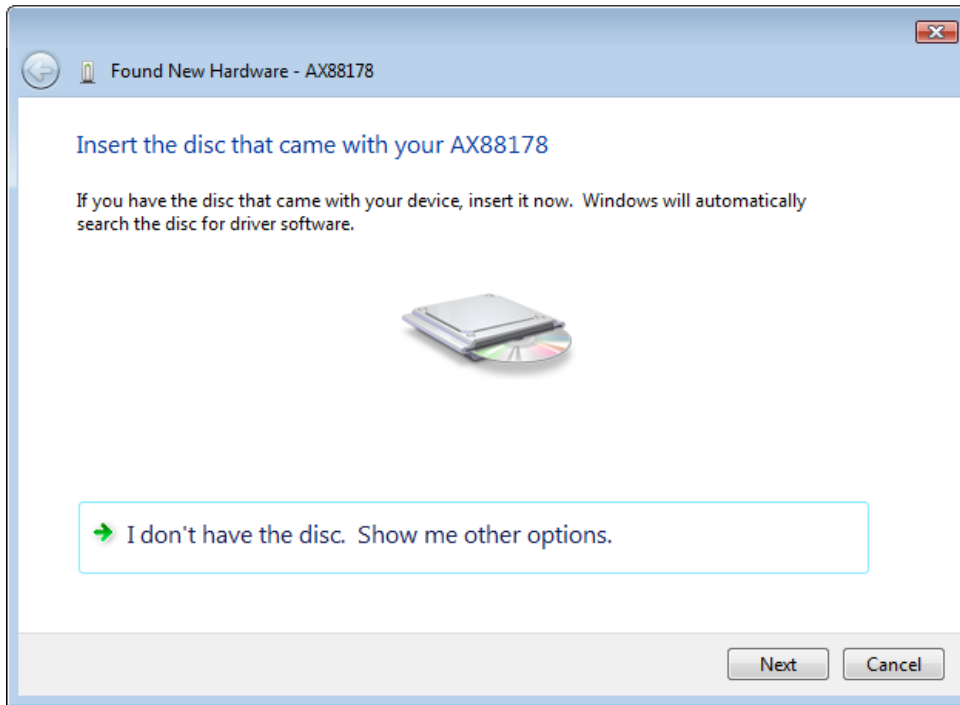 Found New Hardware - AX88178
Insert the disc that came with your AX88178
If you have the disc that came with your device, insert it now.  Windows will automatically
search the disc for driver software.
I don't have the disc.  Show me other options.
Next
Cancel